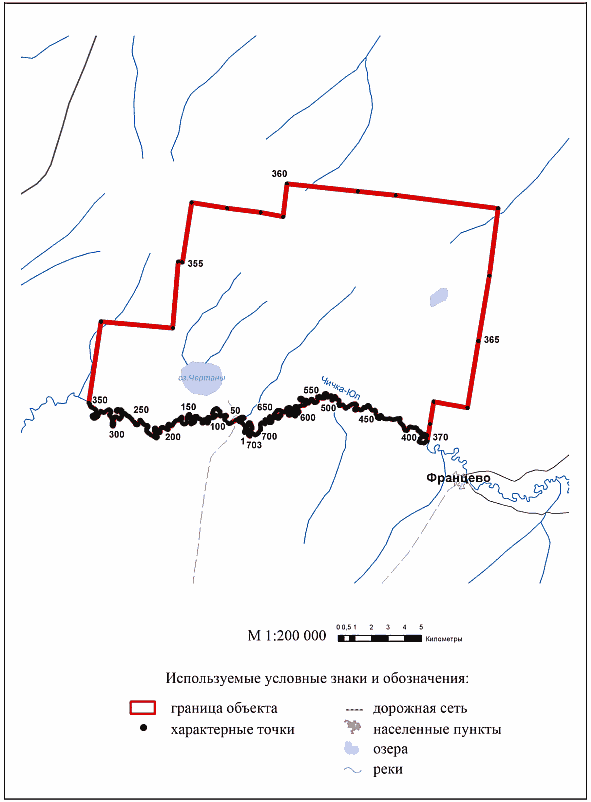 360
355
365
оз.Чертаны
Чичка-Юл
350
300
250
200
150
100
50
1
703
700
650
600
550
500
450
400
370
Францево
М 1:200 000
0 0,5 1 2 3 4 5
Километры
Используемые условные знаки и обозначения:
граница объекта
характерные точки
дорожная сеть
населенные пункты
озера
реки